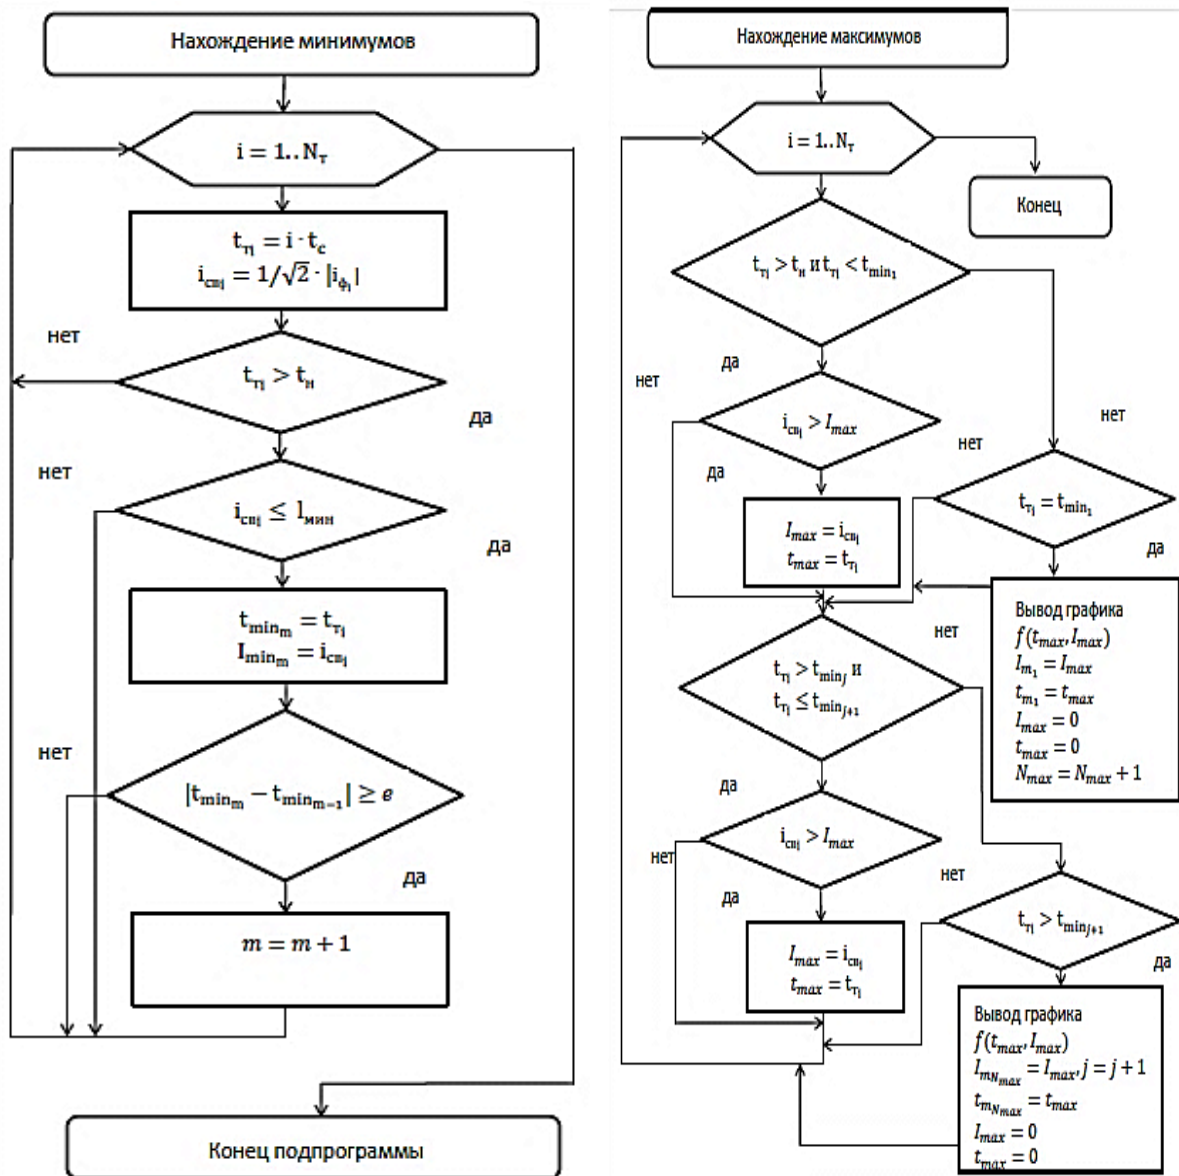 Нахождение минимумов
i = 1..Nт
tтi = i · tс
iсвi = 1/√2 · |iфi|
нет
tтi > tн
да
нет
iсвi ≤ Iмин
да
tminm = tтi
Iminm = iсвi
нет
|tminm − tminm−1| ≥ e
да
m = m + 1
Конец подпрограммы
Нахождение максимумов
i = 1..Nт
Конец
tтi > tн и tтi < tmin1
да
нет
нет
iсвi > Imax
нет
да
tтi = tmin1
Imax = iсвi
tmax = tтi
да
Вывод графика
f(tmax, Imax)
Im1 = Imax
tm1 = tmax
Imax = 0
tmax = 0
Nmax = Nmax + 1
нет
tтi > tminj и
tтi ≤ tminj+1
да
iсвi > Imax
нет
нет
да
tтi > tminj+1
Imax = iсвi
tmax = tтi
да
Вывод графика
f(tmax, Imax)
ImNmax = Imax, j = j + 1
tmNmax = tmax
Imax = 0
tmax = 0